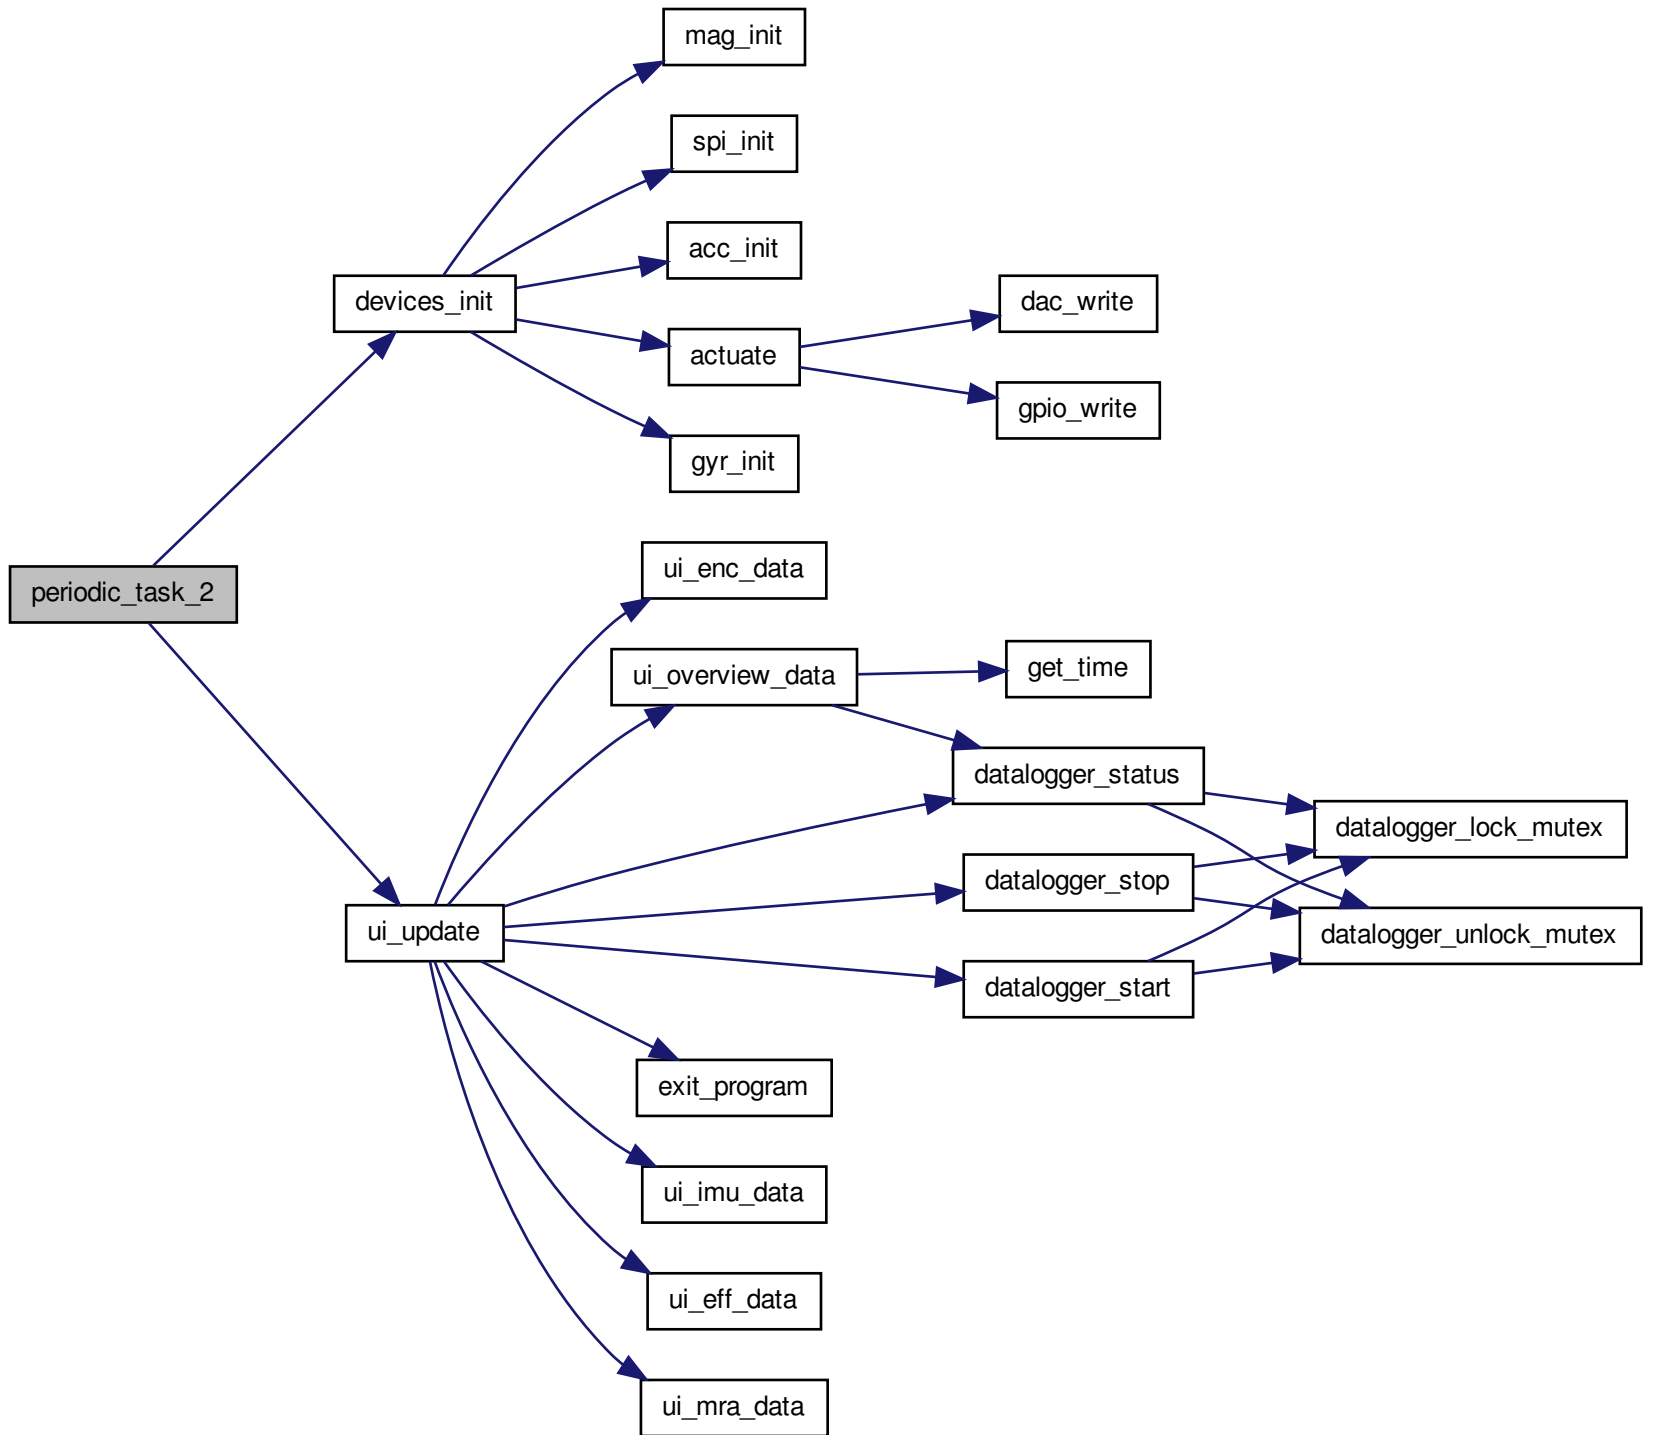 mag_init
spi_init
acc_init
devices_init
dac_write
actuate
gpio_write
gyr_init
ui_enc_data
periodic_task_2
ui_overview_data
get_time
datalogger_status
datalogger_lock_mutex
datalogger_stop
ui_update
datalogger_unlock_mutex
datalogger_start
exit_program
ui_imu_data
ui_eff_data
ui_mra_data